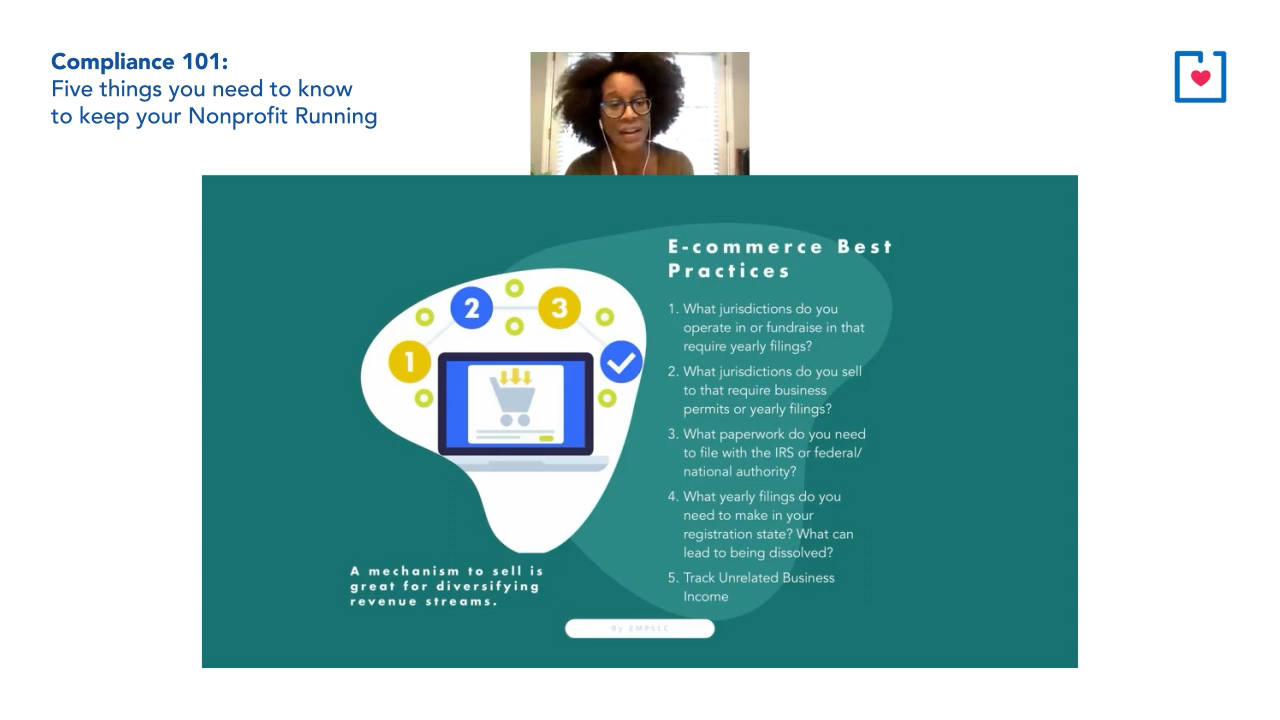 Compliance 101:
Five things you need to know
to keep your Nonprofit Running
E-commerce Best
Practices
1. What jurisdictions do you
operate in or fundraise in that
require yearly filings?
2. What jurisdictions do you sell
to that require business
permits or yearly filings?
3. What paperwork do you need
to file with the IRS or federal/
national authority?
4. What yearly filings do you
need to make in your
registration state? What can
lead to being dissolved?
5. Track Unrelated Business
Income
1
2
3
A mechanism to sell is
great for diversifying
revenue streams.
By EMPLLC